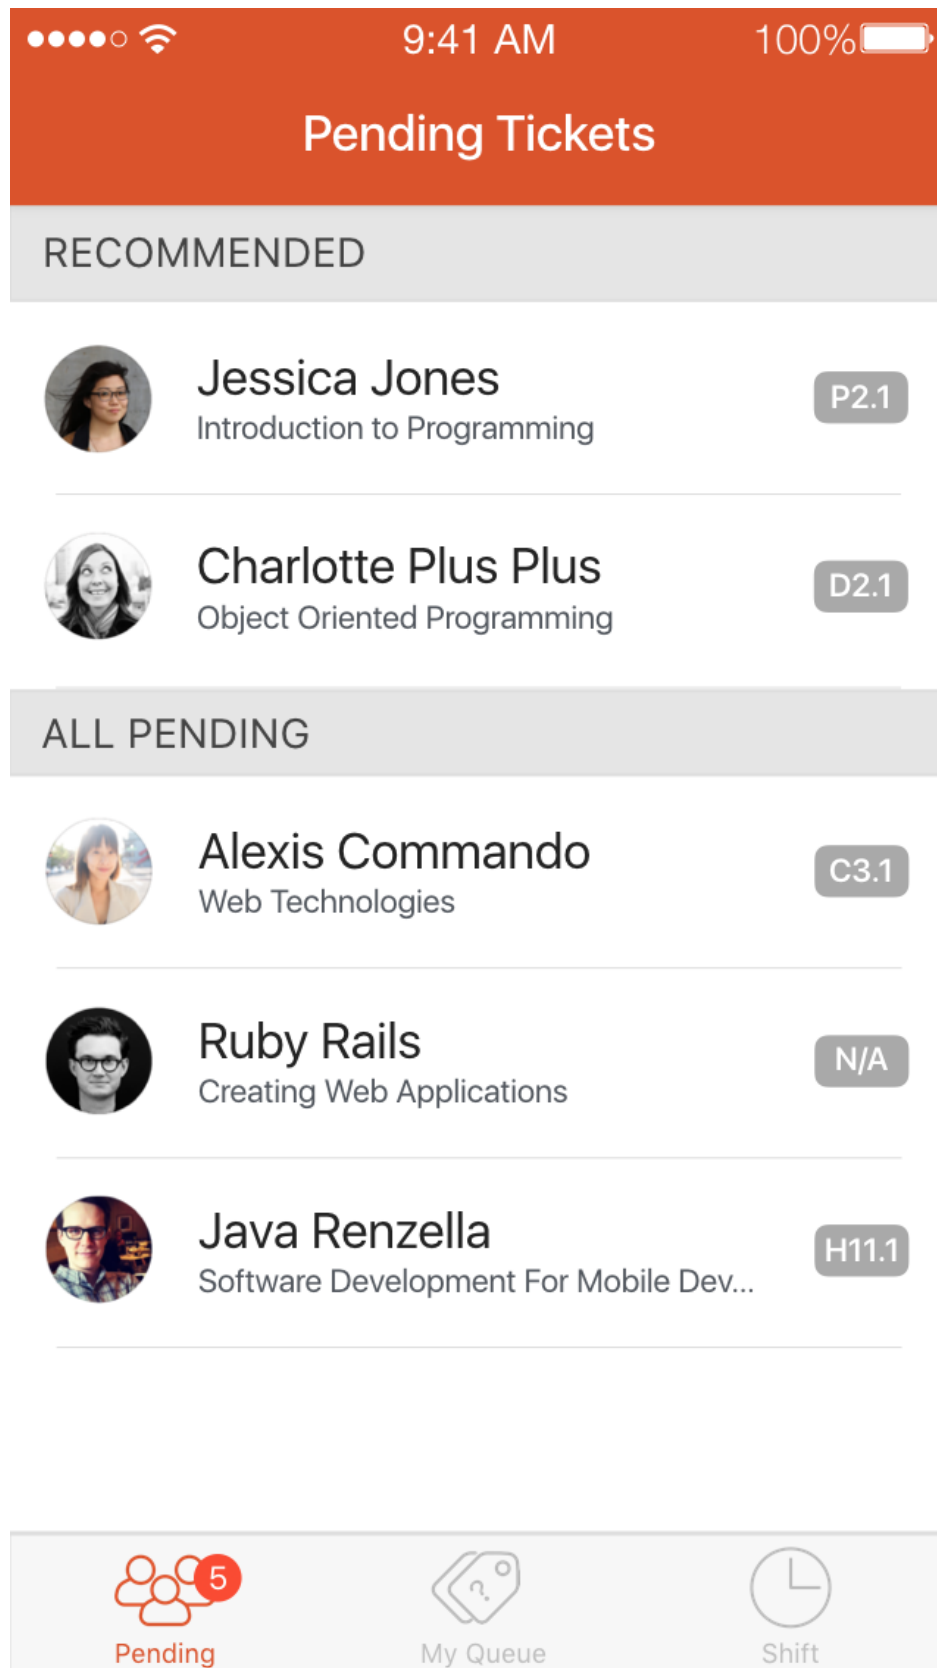 9:41 AM
100%
Pending Tickets
RECOMMENDED
Jessica Jones
Introduction to Programming
P2.1
Charlotte Plus Plus
Object Oriented Programming
D2.1
ALL PENDING
Alexis Commando
Web Technologies
C3.1
Ruby Rails
Creating Web Applications
N/A
Java Renzella
Software Development For Mobile Dev...
H11.1
5
?
Pending
My Queue
Shift